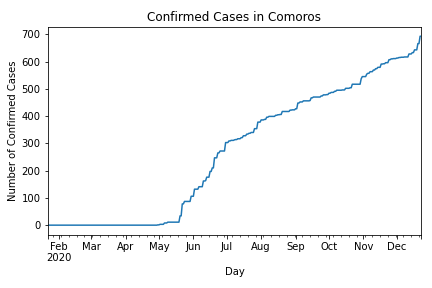 Confirmed Cases in Comoros
Number of Confirmed Cases
700
600
500
400
300
200
100
0
Feb Mar Apr May Jun Jul Aug Sep Oct Nov Dec
2020
Day